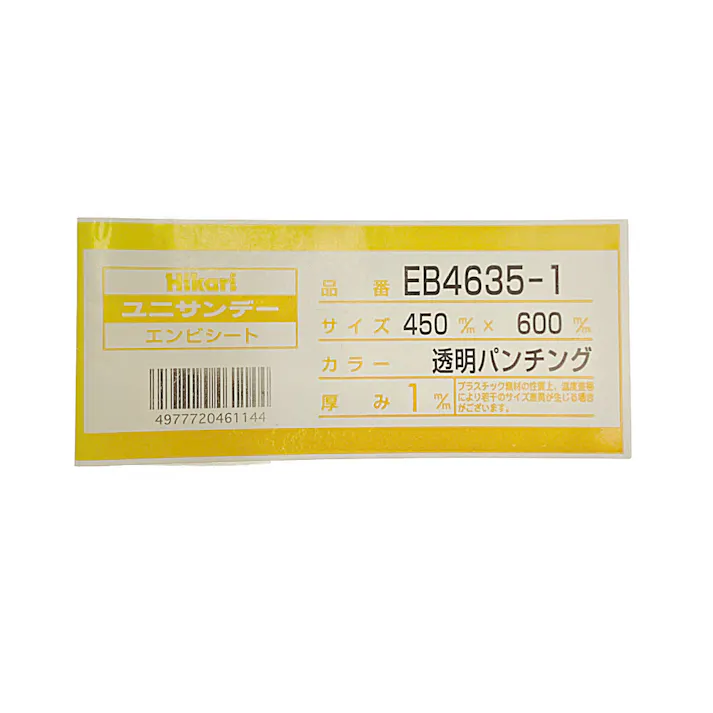 Hikari
ユニサンデー
エンビシート
4977720461144
品番 EB4635-1
サイズ 450 m/m × 600 m/m
カラー 透明パンチング
厚み 1 m/m
プラスチック素材の性質上、温度差等
により若干のサイズ差異が生じる場合
がございます。